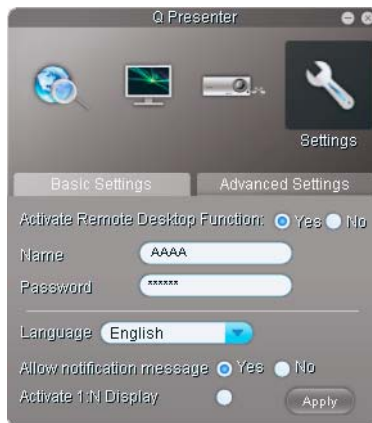 Q Presenter
Settings
Basic Settings Advanced Settings
Activate Remote Desktop Function: Yes No
Name AAAA
Password ******
Language English
Allow notification message Yes No
Activate 1:N Display
Apply